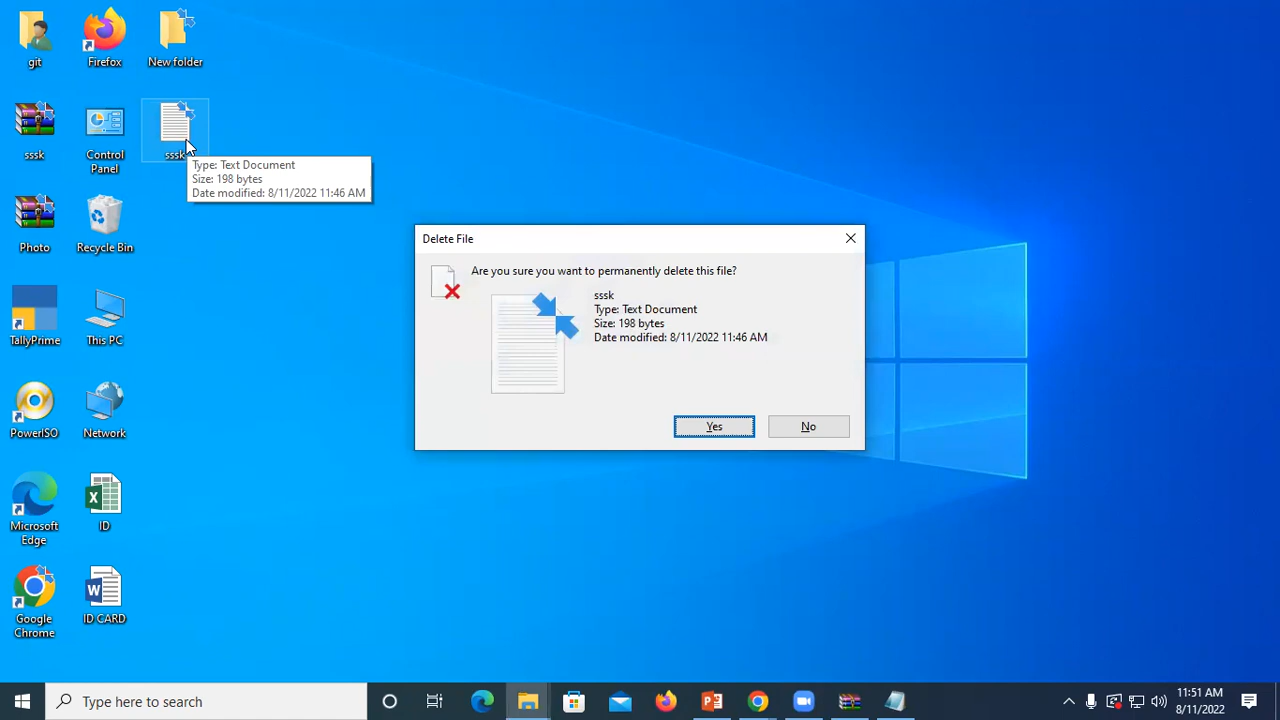 git
Firefox
New folder
sssk
Control
Panel
sssk
Type: Text Document
Size: 198 bytes
Date modified: 8/11/2022 11:46 AM
Photo
Recycle Bin
Delete File
Are you sure you want to permanently delete this file?
sssk
Type: Text Document
Size: 198 bytes
Date modified: 8/11/2022 11:46 AM
Yes
No
TallyPrime
This PC
PowerISO
Network
Microsoft
Edge
ID
Google
Chrome
ID CARD
Type here to search
11:51 AM
8/11/2022